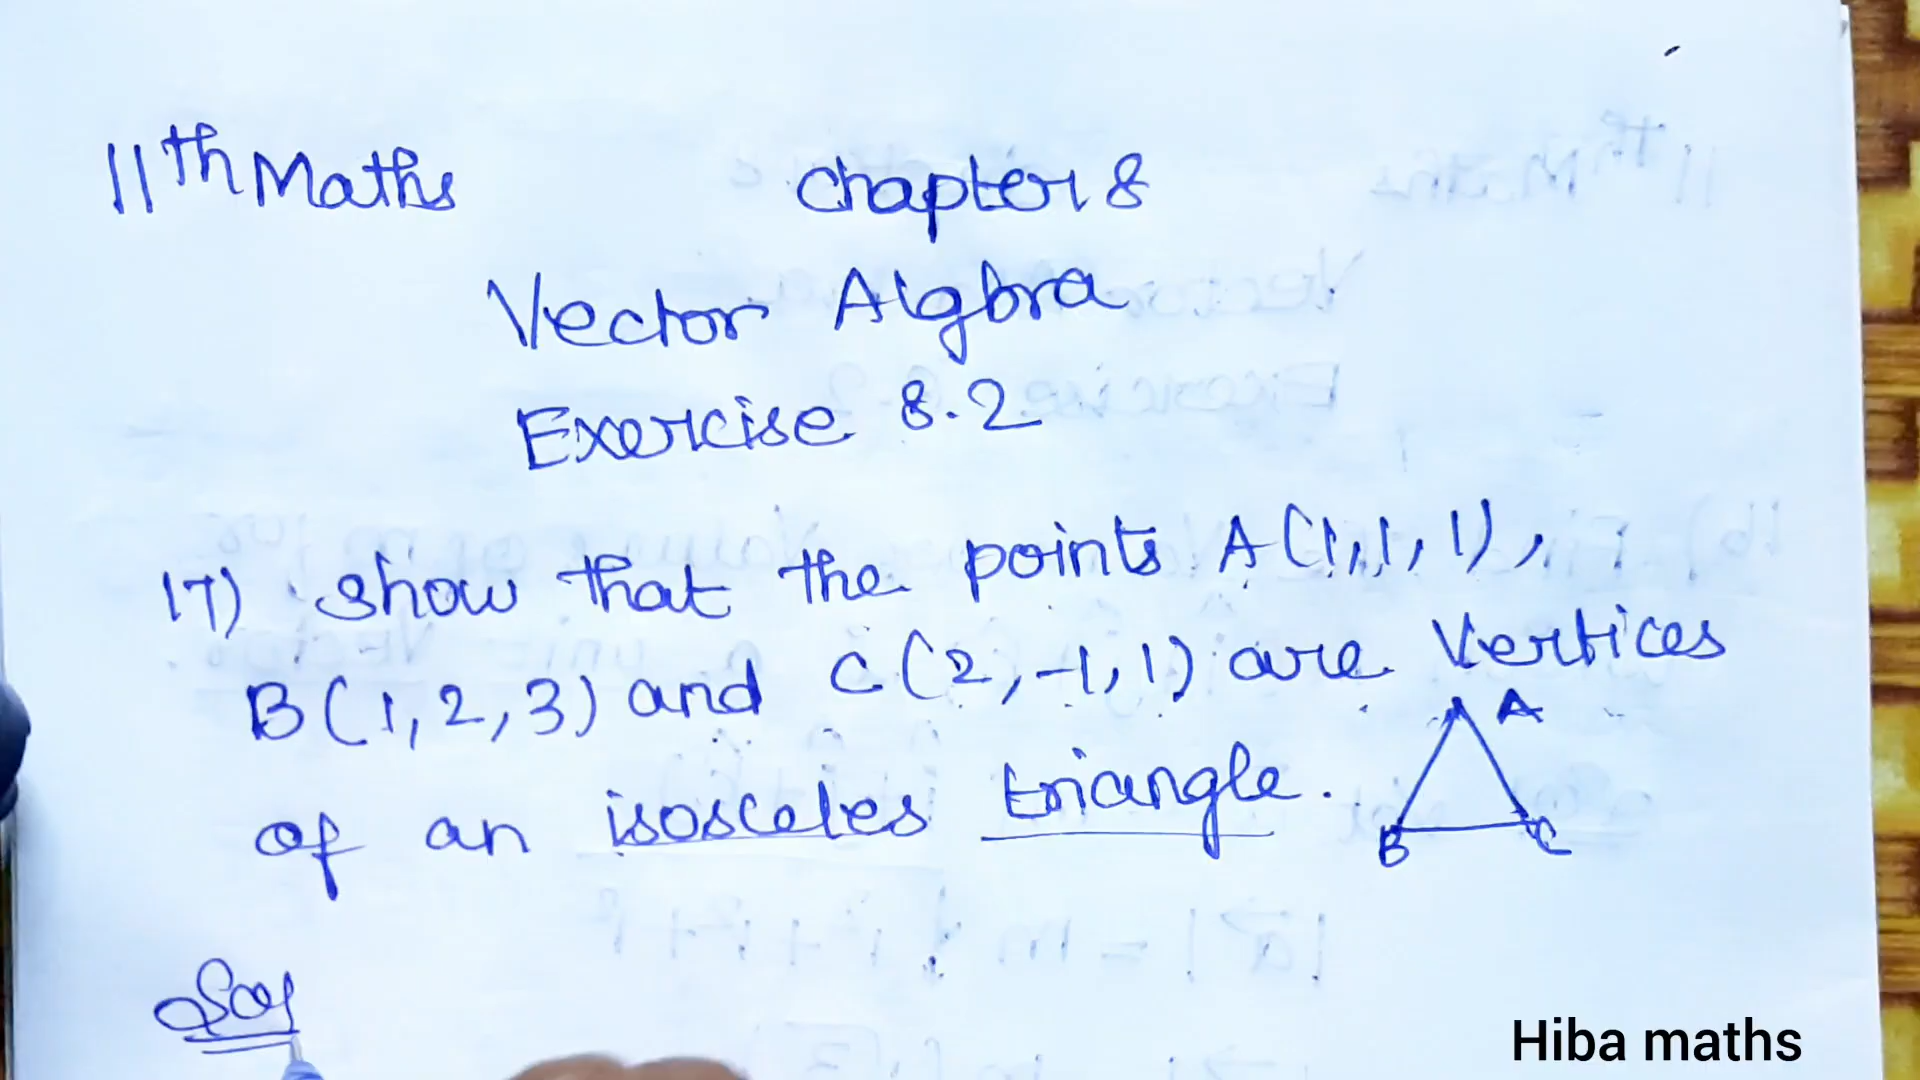 11th Maths Chapter 8
Vector Algbra
Exercise 8.2
17) Show that the points A(1,1,1),
B(1,2,3) and C(2,-1,1) are vertices
of an isosceles triangle.
A
B C
Sol
Hiba maths